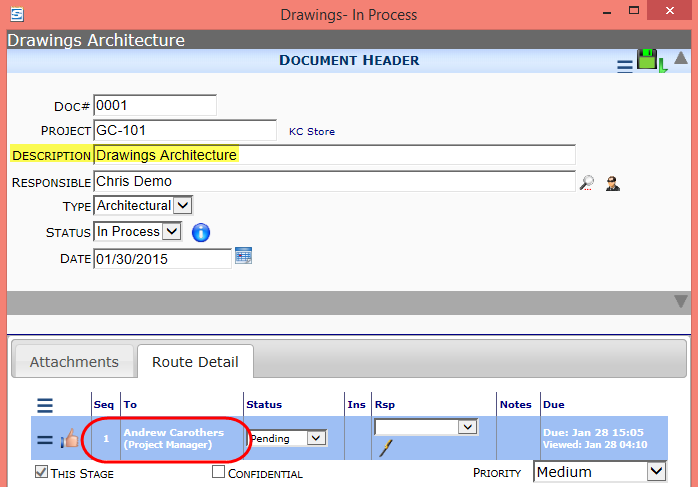 Drawings- In Process
Drawings Architecture
DOCUMENT HEADER
DOC# 0001
PROJECT GC-101 KC Store
DESCRIPTION Drawings Architecture
RESPONSIBLE Chris Demo
TYPE Architectural
STATUS In Process
DATE 01/30/2015
Attachments Route Detail
Seq To Status Ins Rsp Notes Due
1 Andrew Carothers Pending Due: Jan 28 15:05
(Project Manager) Viewed: Jan 28 04:10
THIS STAGE CONFIDENTIAL PRIORITY Medium